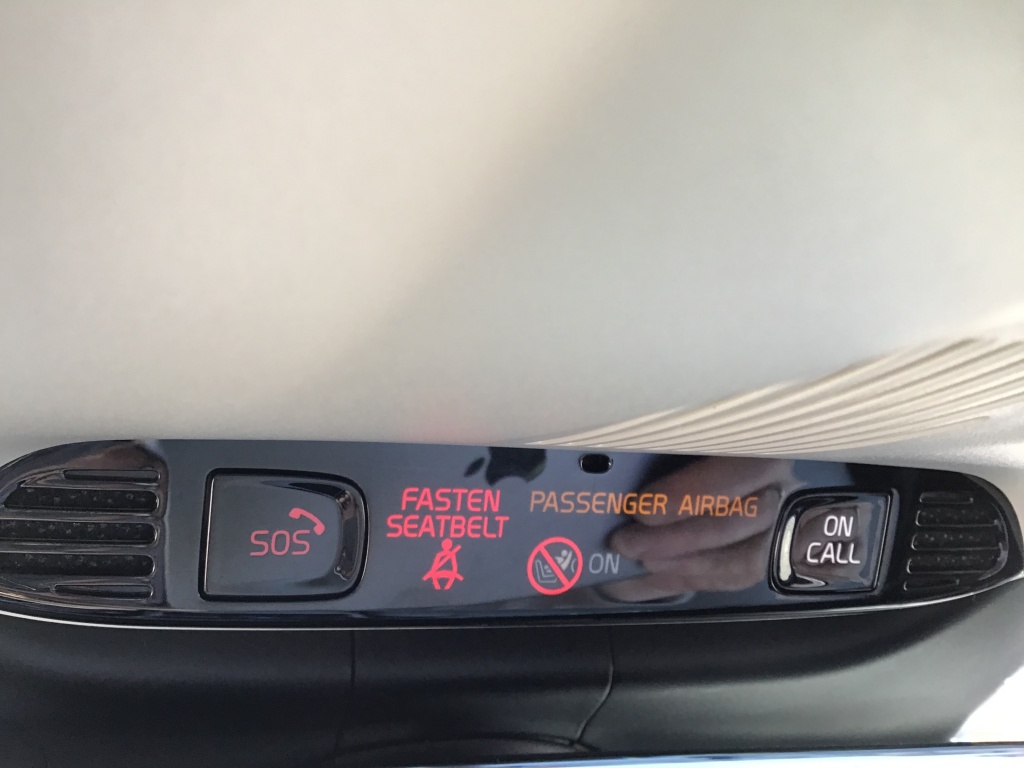 SOS
FASTEN
SEATBELT
PASSENGER AIRBAG
ON
ON
CALL